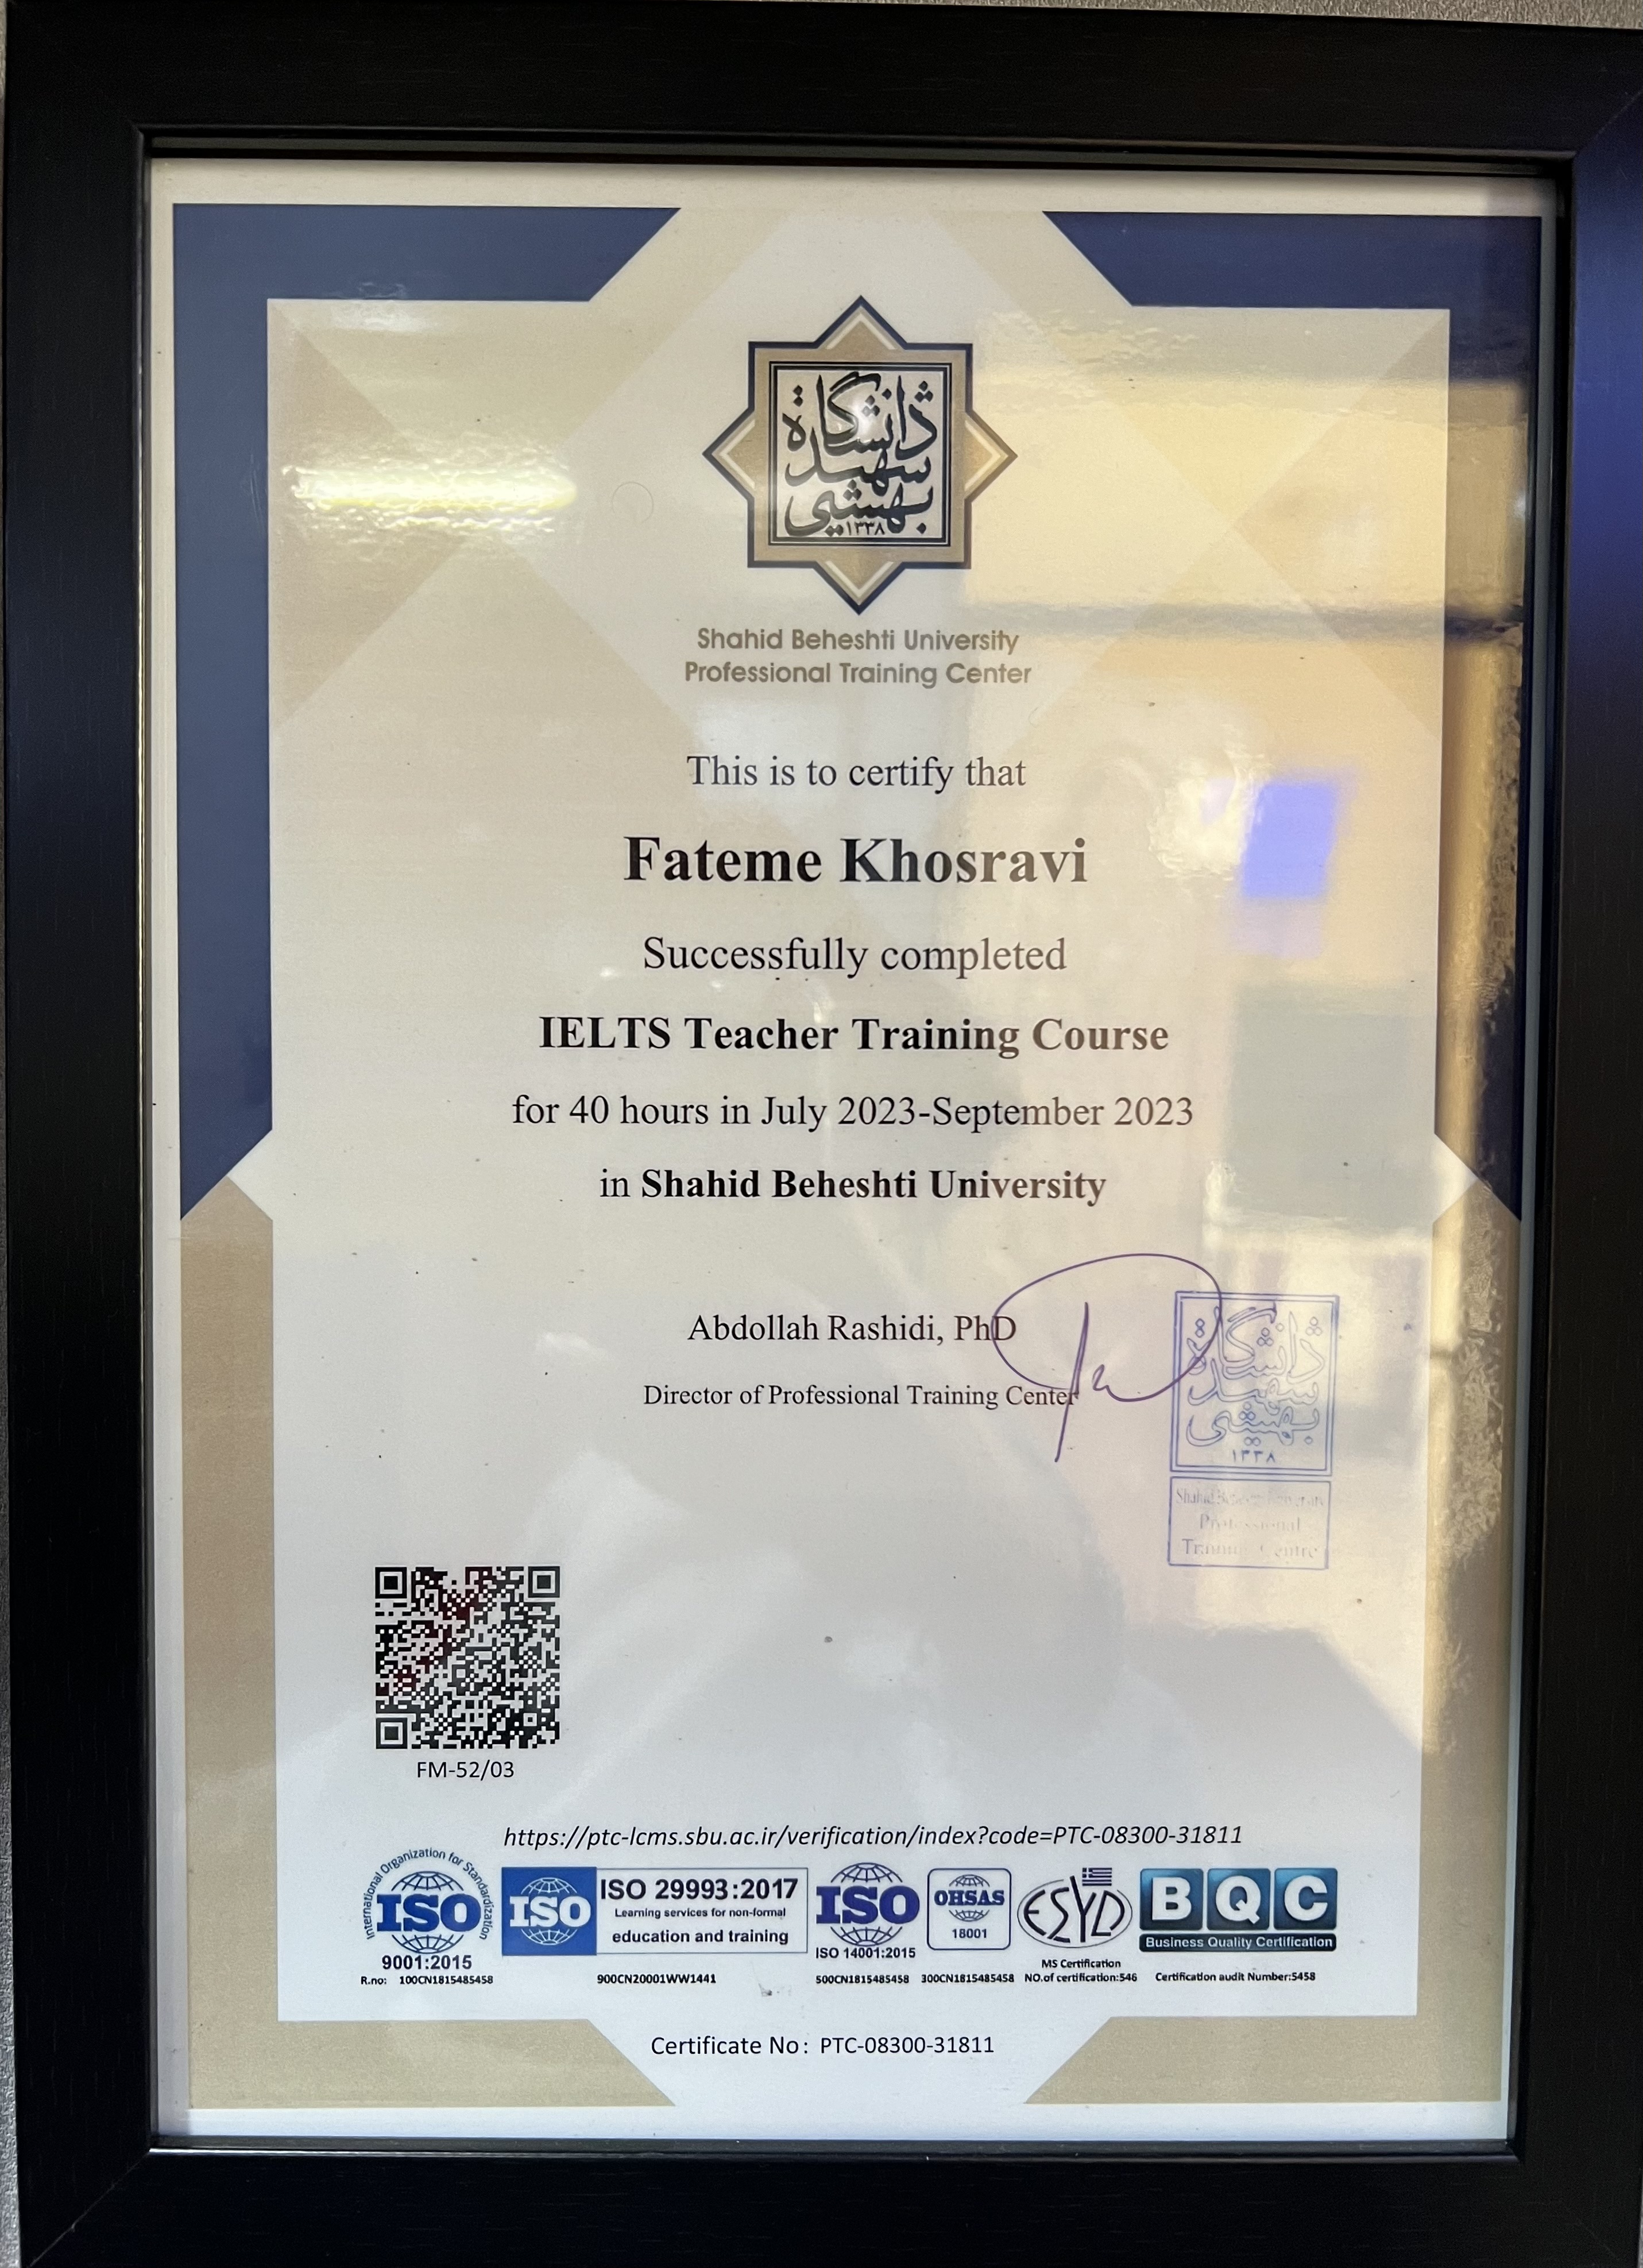 دانشگاه
شهید
بهشتی
۱۳۳۸
Shahid Beheshti University
Professional Training Center
This is to certify that
Fateme Khosravi
Successfully completed
IELTS Teacher Training Course
for 40 hours in July 2023-September 2023
in Shahid Beheshti University
Abdollah Rashidi, PhD
Director of Professional Training Center
دانشگاه
شهید
بهشتی
۱۳۳۸
Shahid Beheshti University
Professional
Training Centre
FM-52/03
https://ptc-lcms.sbu.ac.ir/verification/index?code=PTC-08300-31811
International Organization for Standardization
ISO
9001:2015
R.no: 100CN1815485458
ISO
ISO 29993:2017
Learning services for non-formal
education and training
900CN20001WW1441
ISO
ISO 14001:2015
500CN1815485458
OHSAS
18001
300CN1815485458
ESYD
MS Certification
NO.of certification:546
BQC
Business Quality Certification
Certification audit Number:5458
Certificate No: PTC-08300-31811